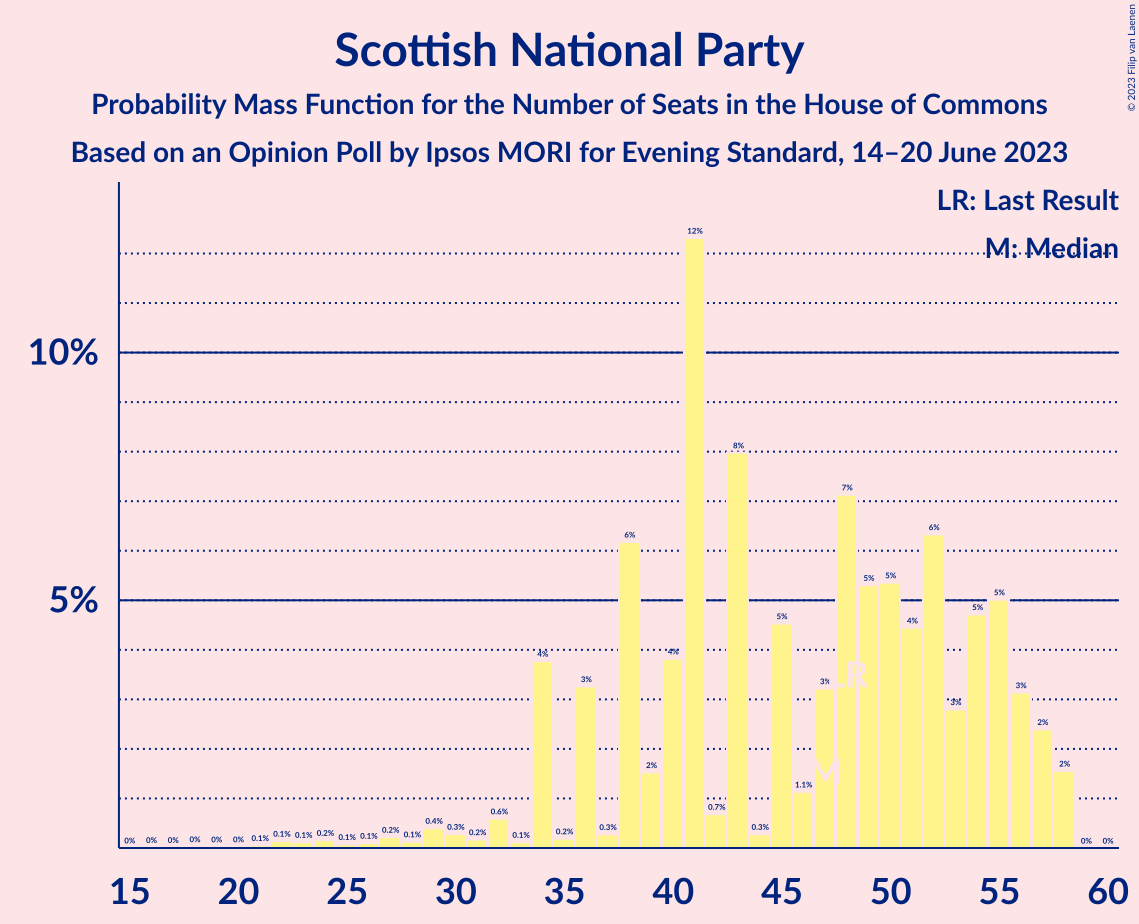 Scottish National Party
Probability Mass Function for the Number of Seats in the House of Commons
Based on an Opinion Poll by Ipsos MORI for Evening Standard, 14–20 June 2023
© 2023 Filip van Laenen
LR: Last Result
M: Median
10%
5%
0% 0% 0% 0% 0% 0% 0.1% 0.1% 0.1% 0.2% 0.1% 0.1% 0.2% 0.1% 0.4% 0.3% 0.2% 0.6% 0.1% 4% 0.2% 3% 0.3% 6% 2% 4% 12% 0.7% 8% 0.3% 5% 1.1% 3% 7% 5% 5% 4% 6% 3% 5% 5% 3% 2% 2% 0% 0%
LR
M
15 20 25 30 35 40 45 50 55 60